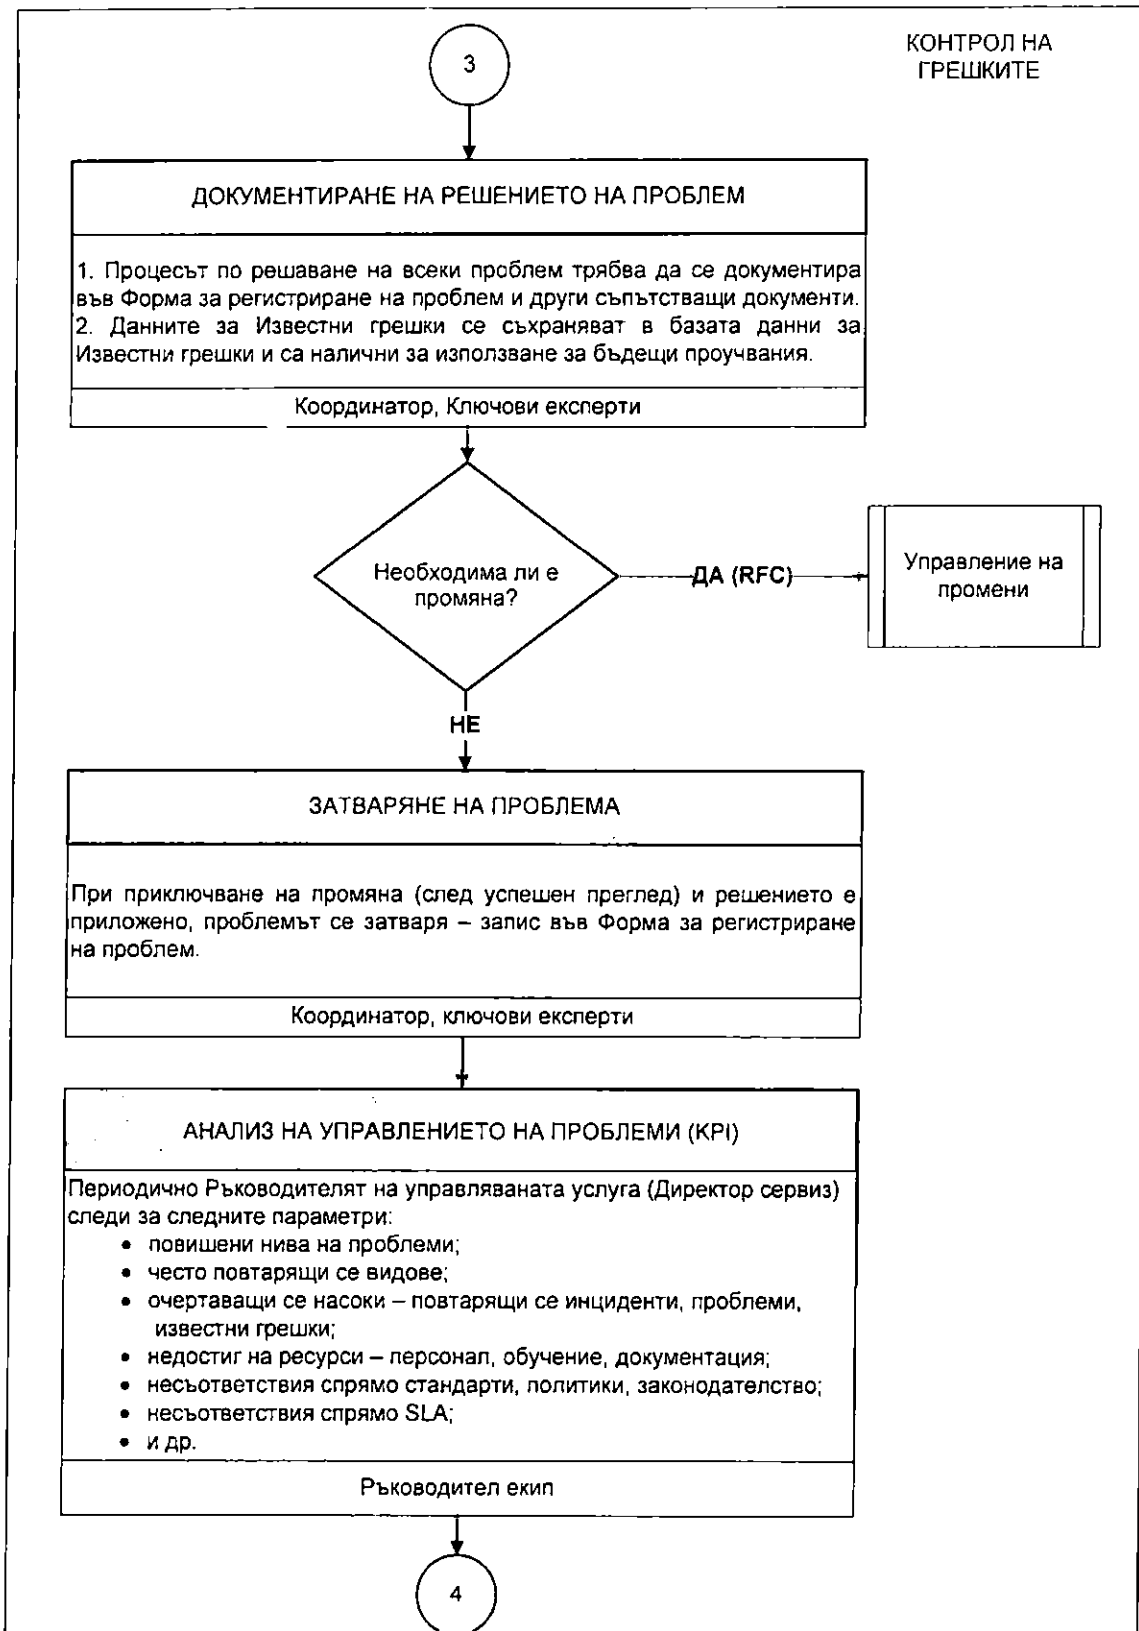 3
КОНТРОЛ НА
ГРЕШКИТЕ
ДОКУМЕНТИРАНЕ НА РЕШЕНИЕТО НА ПРОБЛЕМ
1. Процесът по решаване на всеки проблем трябва да се документира
във Форма за регистриране на проблем и други съпътстващи документи.
2. Данните за Известни грешки се съхраняват в базата данни за
Известни грешки и са налични за използване за бъдещи проучвания.
Координатор, Ключови експерти
Необходима ли е
промяна?
ДА (RFC)
Управление на
промени
НЕ
ЗАТВАРЯНЕ НА ПРОБЛЕМА
При приключване на промяна (след успешен преглед) и решението е
приложено, проблемът се затваря – запис във Форма за регистриране
на проблем.
Координатор, ключови експерти
АНАЛИЗ НА УПРАВЛЕНИЕТО НА ПРОБЛЕМИ (KPI)
Периодично Ръководителят на управляваната услуга (Директор сервиз)
следи за следните параметри:
• повишени нива на проблеми;
• често повтарящи се видове;
• очертаващи се насоки – повтарящи се инциденти, проблеми,
известни грешки;
• недостиг на ресурси – персонал, обучение, документация;
• несъответствия спрямо стандарти, политики, законодателство;
• несъответствия спрямо SLA;
• и др.
Ръководител екип
4